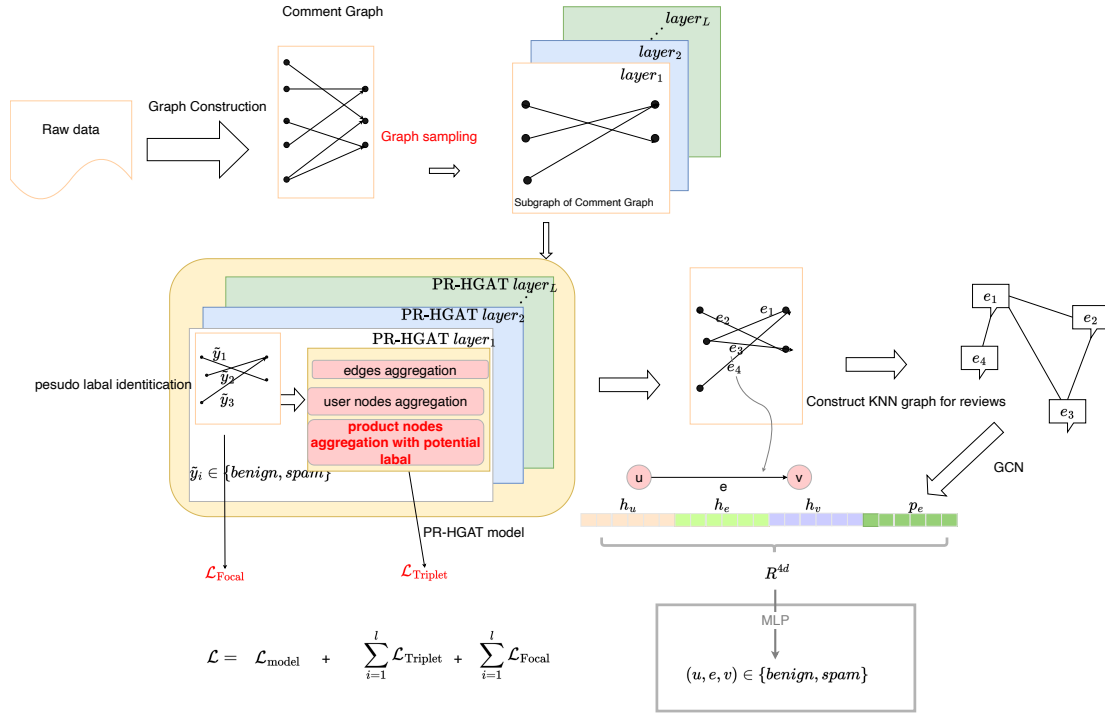 Comment Graph
Raw data
Graph Construction
Graph sampling
layer_L
layer_2
layer_1
Subgraph of Comment Graph
PR-HGAT layer_L
PR-HGAT layer_2
PR-HGAT layer_1
pesudo labal identitication
ỹ_1
ỹ_2
ỹ_3
edges aggregation
user nodes aggregation
product nodes
aggregation with potential
labal
ỹ_i ∈ {benign, spam}
PR-HGAT model
ℒ_Focal
ℒ_Triplet
e_1
e_2
e_3
e_4
Construct KNN graph for reviews
e_1
e_2
e_4
e_3
GCN
u
e
v
h_u
h_e
h_v
p_e
R^{4d}
MLP
(u, e, v) ∈ {benign, spam}
ℒ = ℒ_model + ∑_{i=1}^{l} ℒ_Triplet + ∑_{i=1}^{l} ℒ_Focal